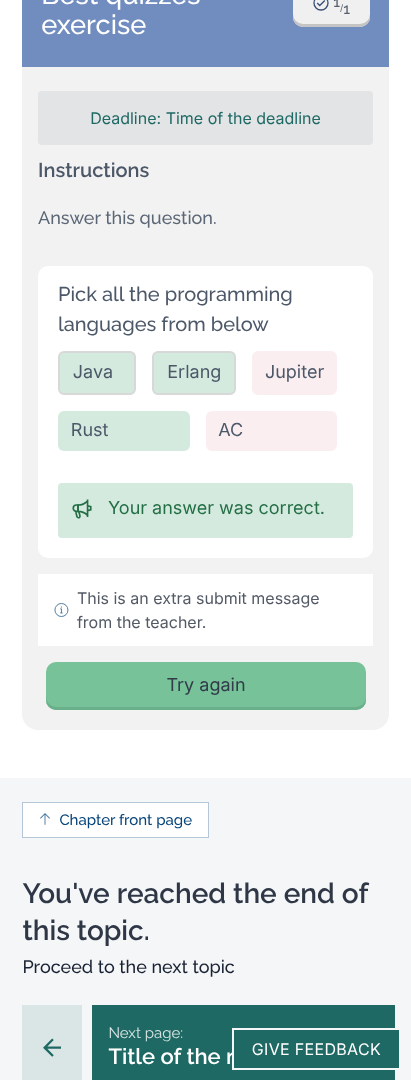 Best quizzes
exercise
1/1
Deadline: Time of the deadline
Instructions
Answer this question.
Pick all the programming
languages from below
Java
Erlang
Jupiter
Rust
AC
Your answer was correct.
This is an extra submit message
from the teacher.
Try again
Chapter front page
You've reached the end of
this topic.
Proceed to the next topic
Next page:
Title of the
GIVE FEEDBACK